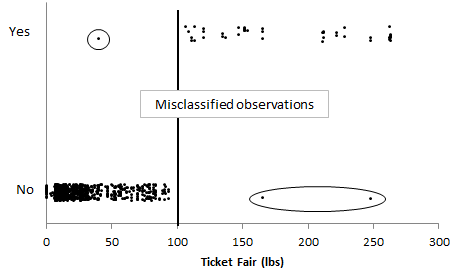 Yes
Misclassified observations
No
0 50 100 150 200 250 300
Ticket Fair (lbs)